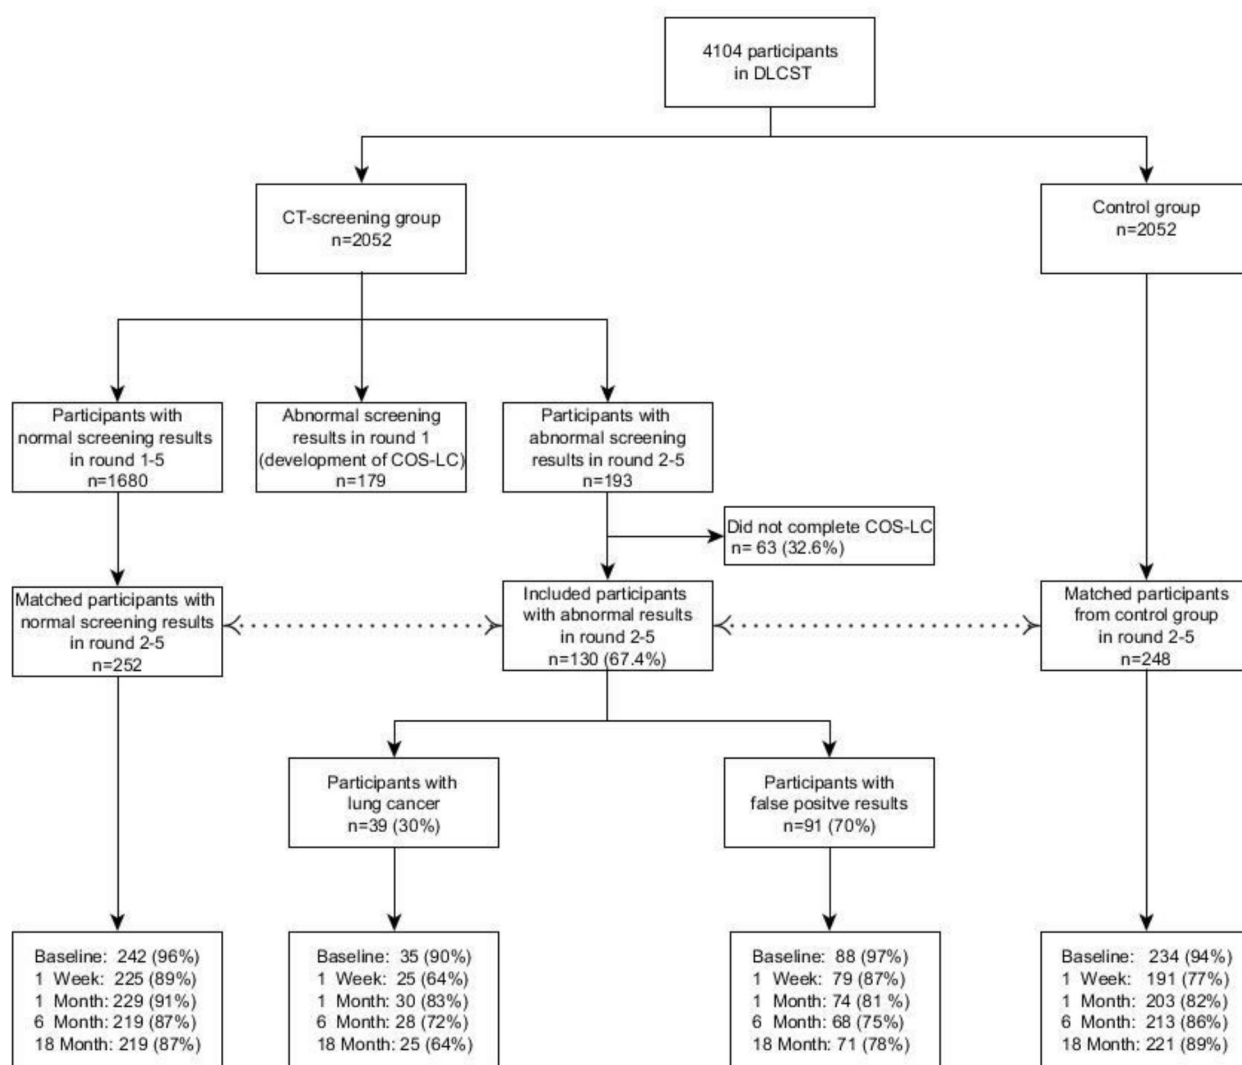 4104 participants
in DLCST
CT-screening group
n=2052
Control group
n=2052
Participants with
normal screening results
in round 1-5
n=1680
Abnormal screening
results in round 1
(development of COS-LC)
n=179
Participants with
abnormal screening
results in round 2-5
n=193
Did not complete COS-LC
n= 63 (32.6%)
Matched participants with
normal screening results
in round 2-5
n=252
Included participants
with abnormal results
in round 2-5
n=130 (67.4%)
Matched participants
from control group
in round 2-5
n=248
Participants with
lung cancer
n=39 (30%)
Participants with
false positve results
n=91 (70%)
Baseline: 242 (96%)
1 Week: 225 (89%)
1 Month: 229 (91%)
6 Month: 219 (87%)
18 Month: 219 (87%)
Baseline: 35 (90%)
1 Week: 25 (64%)
1 Month: 30 (83%)
6 Month: 28 (72%)
18 Month: 25 (64%)
Baseline: 88 (97%)
1 Week: 79 (87%)
1 Month: 74 (81 %)
6 Month: 68 (75%)
18 Month: 71 (78%)
Baseline: 234 (94%)
1 Week: 191 (77%)
1 Month: 203 (82%)
6 Month: 213 (86%)
18 Month: 221 (89%)